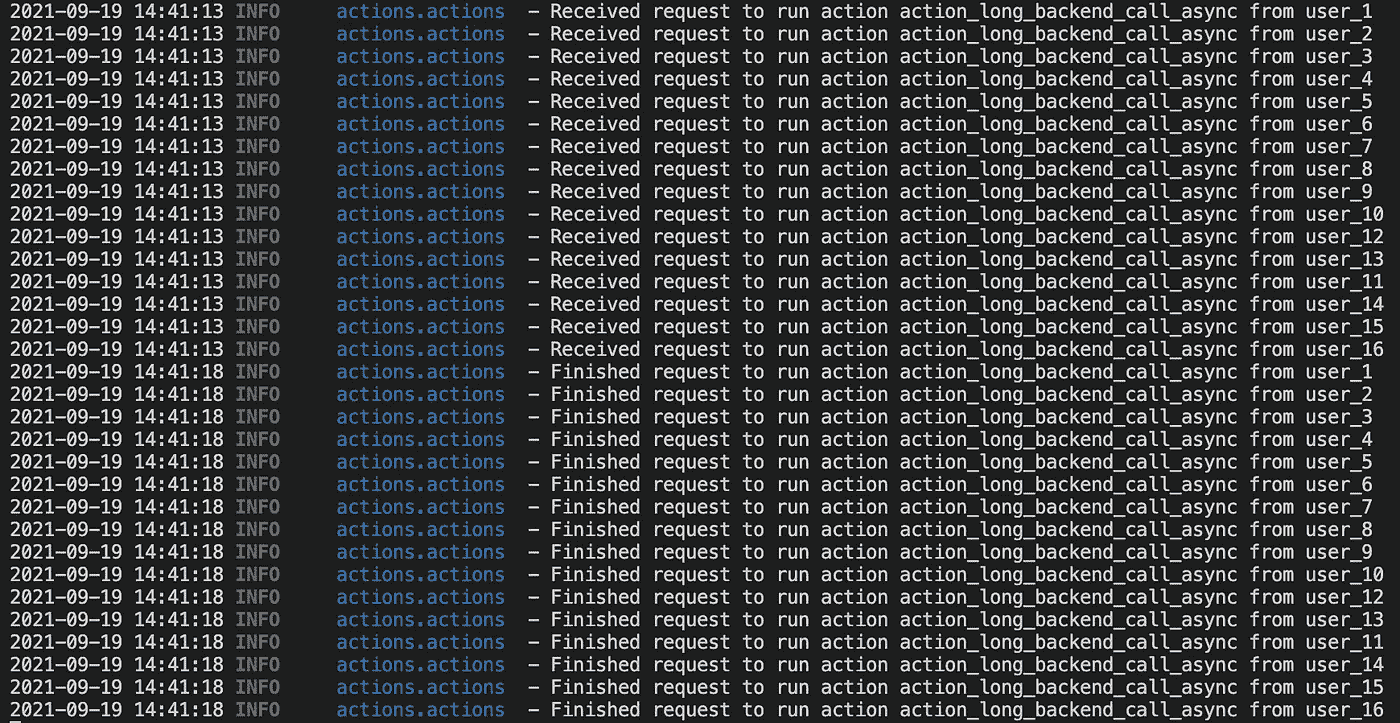 2021-09-19 14:41:13 INFO     actions.actions  - Received request to run action action_long_backend_call_async from user_1
2021-09-19 14:41:13 INFO     actions.actions  - Received request to run action action_long_backend_call_async from user_2
2021-09-19 14:41:13 INFO     actions.actions  - Received request to run action action_long_backend_call_async from user_3
2021-09-19 14:41:13 INFO     actions.actions  - Received request to run action action_long_backend_call_async from user_4
2021-09-19 14:41:13 INFO     actions.actions  - Received request to run action action_long_backend_call_async from user_5
2021-09-19 14:41:13 INFO     actions.actions  - Received request to run action action_long_backend_call_async from user_6
2021-09-19 14:41:13 INFO     actions.actions  - Received request to run action action_long_backend_call_async from user_7
2021-09-19 14:41:13 INFO     actions.actions  - Received request to run action action_long_backend_call_async from user_8
2021-09-19 14:41:13 INFO     actions.actions  - Received request to run action action_long_backend_call_async from user_9
2021-09-19 14:41:13 INFO     actions.actions  - Received request to run action action_long_backend_call_async from user_10
2021-09-19 14:41:13 INFO     actions.actions  - Received request to run action action_long_backend_call_async from user_12
2021-09-19 14:41:13 INFO     actions.actions  - Received request to run action action_long_backend_call_async from user_13
2021-09-19 14:41:13 INFO     actions.actions  - Received request to run action action_long_backend_call_async from user_11
2021-09-19 14:41:13 INFO     actions.actions  - Received request to run action action_long_backend_call_async from user_14
2021-09-19 14:41:13 INFO     actions.actions  - Received request to run action action_long_backend_call_async from user_15
2021-09-19 14:41:13 INFO     actions.actions  - Received request to run action action_long_backend_call_async from user_16
2021-09-19 14:41:18 INFO     actions.actions  - Finished request to run action action_long_backend_call_async from user_1
2021-09-19 14:41:18 INFO     actions.actions  - Finished request to run action action_long_backend_call_async from user_2
2021-09-19 14:41:18 INFO     actions.actions  - Finished request to run action action_long_backend_call_async from user_3
2021-09-19 14:41:18 INFO     actions.actions  - Finished request to run action action_long_backend_call_async from user_4
2021-09-19 14:41:18 INFO     actions.actions  - Finished request to run action action_long_backend_call_async from user_5
2021-09-19 14:41:18 INFO     actions.actions  - Finished request to run action action_long_backend_call_async from user_6
2021-09-19 14:41:18 INFO     actions.actions  - Finished request to run action action_long_backend_call_async from user_7
2021-09-19 14:41:18 INFO     actions.actions  - Finished request to run action action_long_backend_call_async from user_8
2021-09-19 14:41:18 INFO     actions.actions  - Finished request to run action action_long_backend_call_async from user_9
2021-09-19 14:41:18 INFO     actions.actions  - Finished request to run action action_long_backend_call_async from user_10
2021-09-19 14:41:18 INFO     actions.actions  - Finished request to run action action_long_backend_call_async from user_12
2021-09-19 14:41:18 INFO     actions.actions  - Finished request to run action action_long_backend_call_async from user_13
2021-09-19 14:41:18 INFO     actions.actions  - Finished request to run action action_long_backend_call_async from user_11
2021-09-19 14:41:18 INFO     actions.actions  - Finished request to run action action_long_backend_call_async from user_14
2021-09-19 14:41:18 INFO     actions.actions  - Finished request to run action action_long_backend_call_async from user_15
2021-09-19 14:41:18 INFO     actions.actions  - Finished request to run action action_long_backend_call_async from user_16